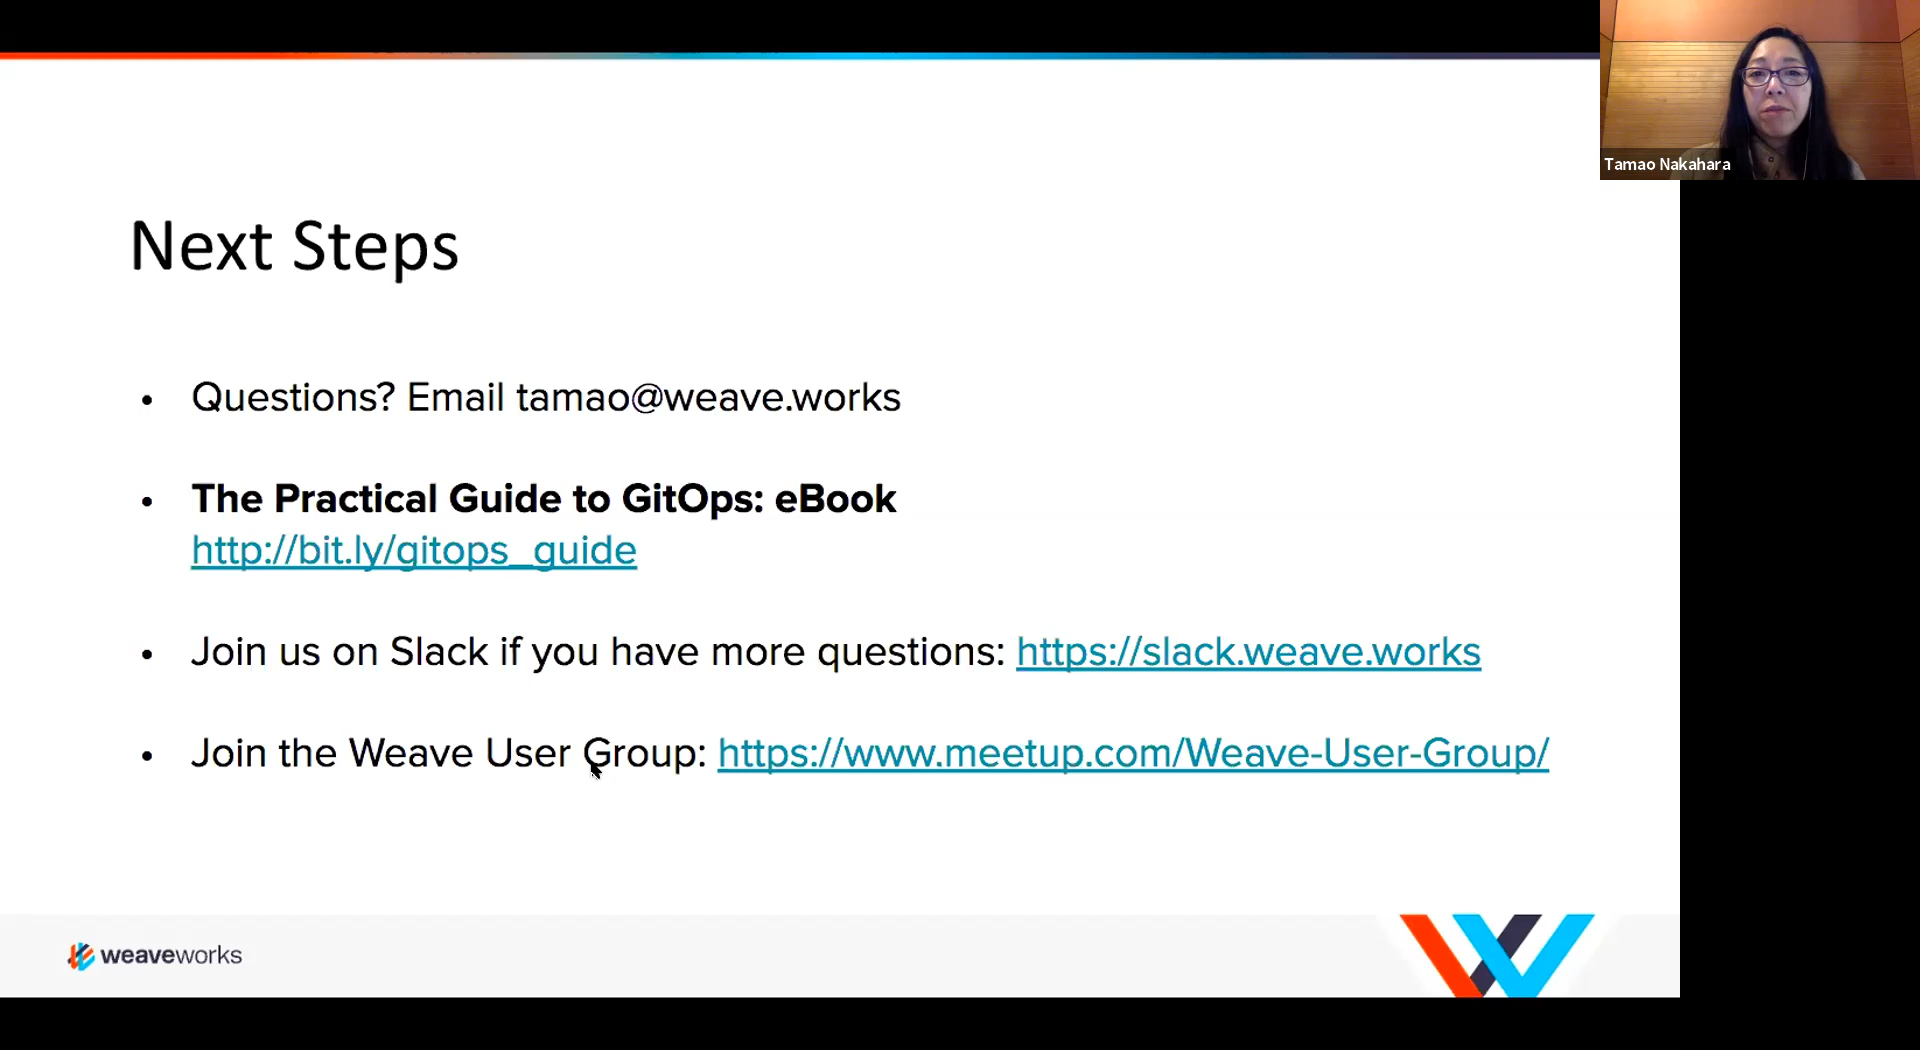 Tamao Nakahara
Next Steps
• Questions? Email tamao@weave.works
• The Practical Guide to GitOps: eBook
http://bit.ly/gitops_guide
• Join us on Slack if you have more questions: https://slack.weave.works
• Join the Weave User Group: https://www.meetup.com/Weave-User-Group/
weaveworks